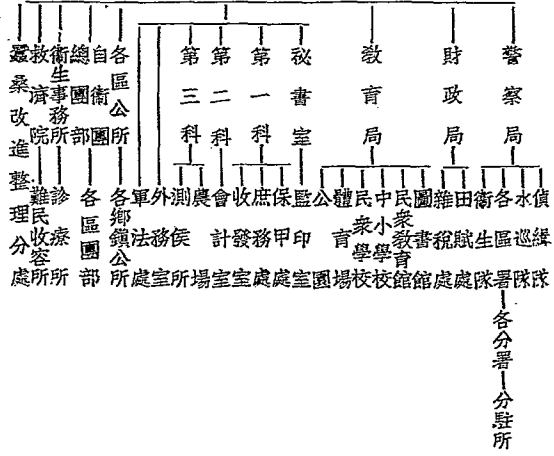 警察局
財政局
教育局
秘書室
第一科
第二科
第三科
各區公所
自衛團總團部
衛生事務所
救濟院
蠶桑改進整理分處
偵緝隊
水巡隊
各區署
各分署
分駐所
衛生隊
田賦處
雜稅處
圖書館
民衆教育館
中小學校
民衆學校
體育場
公園
監印室
保甲處
庶務處
收發室
會計室
農場
測候所
外務室
軍法處
各鄉鎮公所
各區團部
診療所
難民收容所